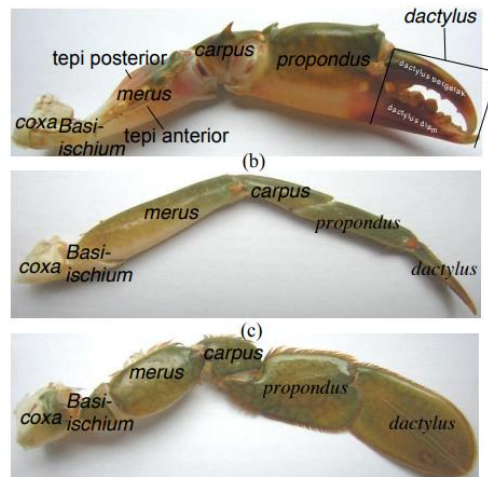 dactylus
carpus
propondus
tepi posterior
merus
dactylus bergerak
dactylus diam
coxa
Basi-
ischium
tepi anterior
(b)
merus
carpus
propondus
coxa
Basi-
ischium
dactylus
(c)
merus
carpus
propondus
coxa
Basi-
ischium
dactylus